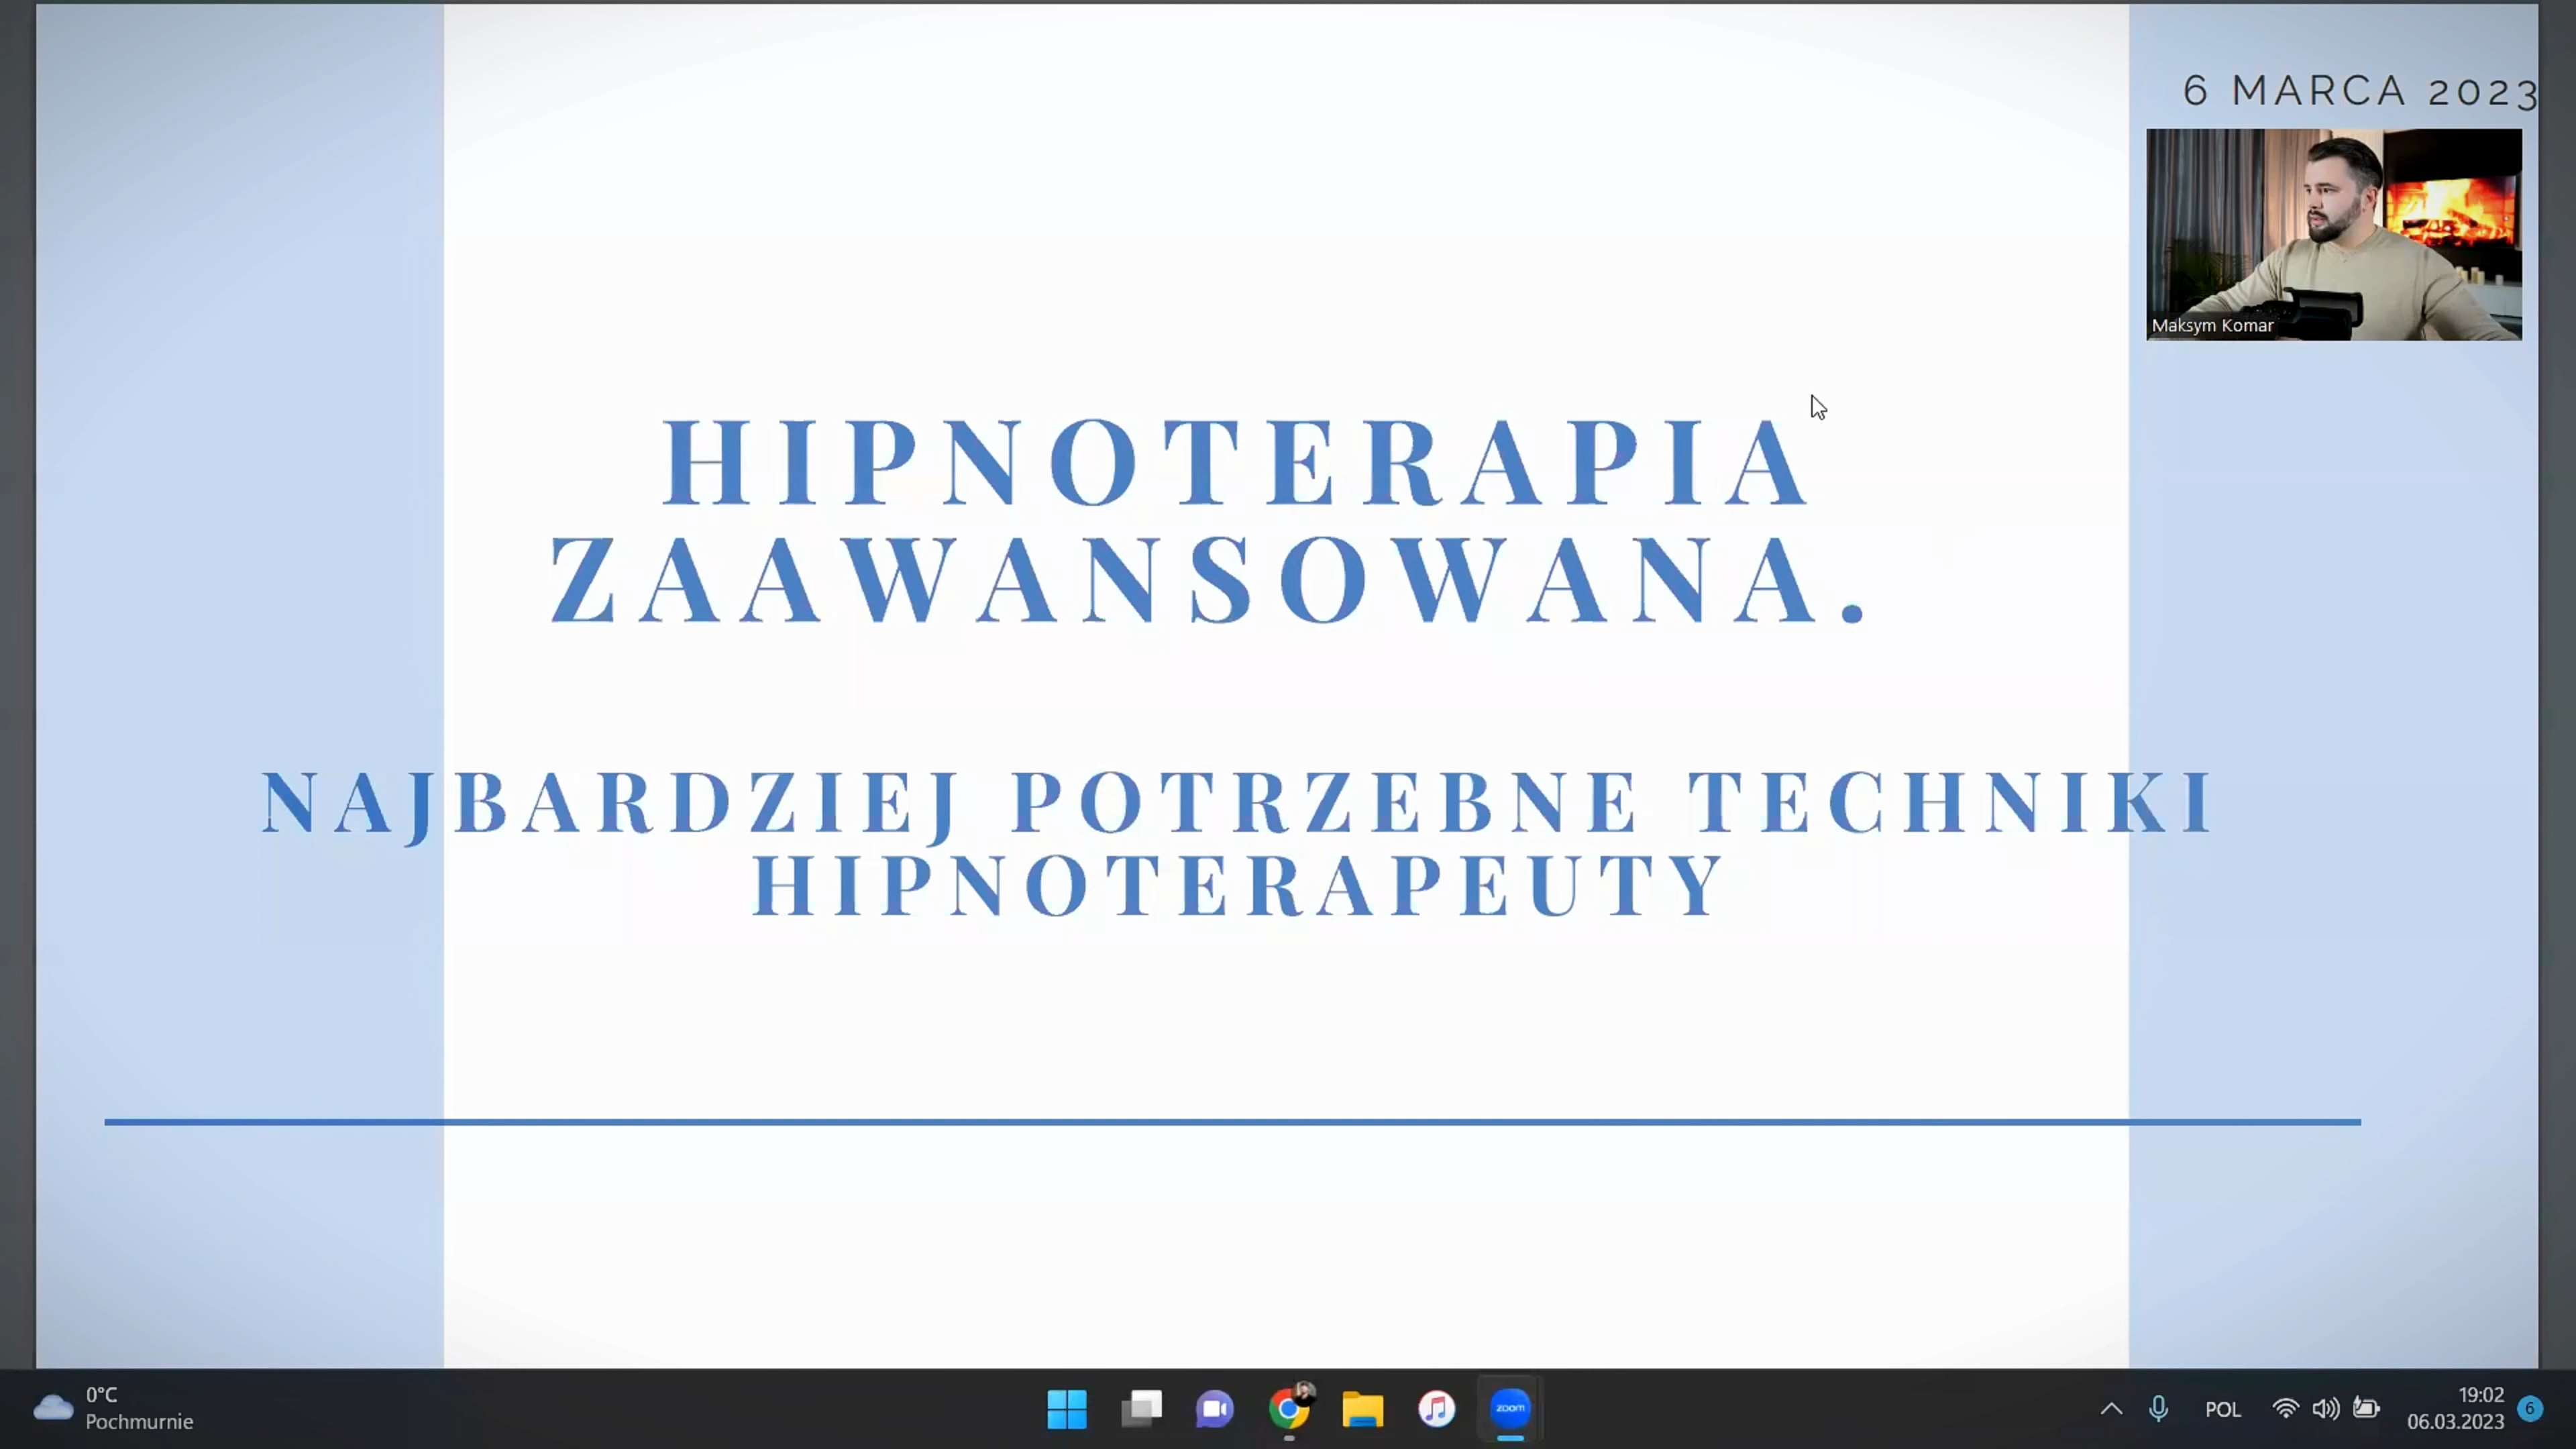 6 MARCA 2023
Maksym Komar
HIPNOTERAPIA
ZAAWANSOWANA.
NAJBARDZIEJ POTRZEBNE TECHNIKI
HIPNOTERAPEUTY
0°C
Pochmurnie
zoom
POL
19:02
06.03.2023
6